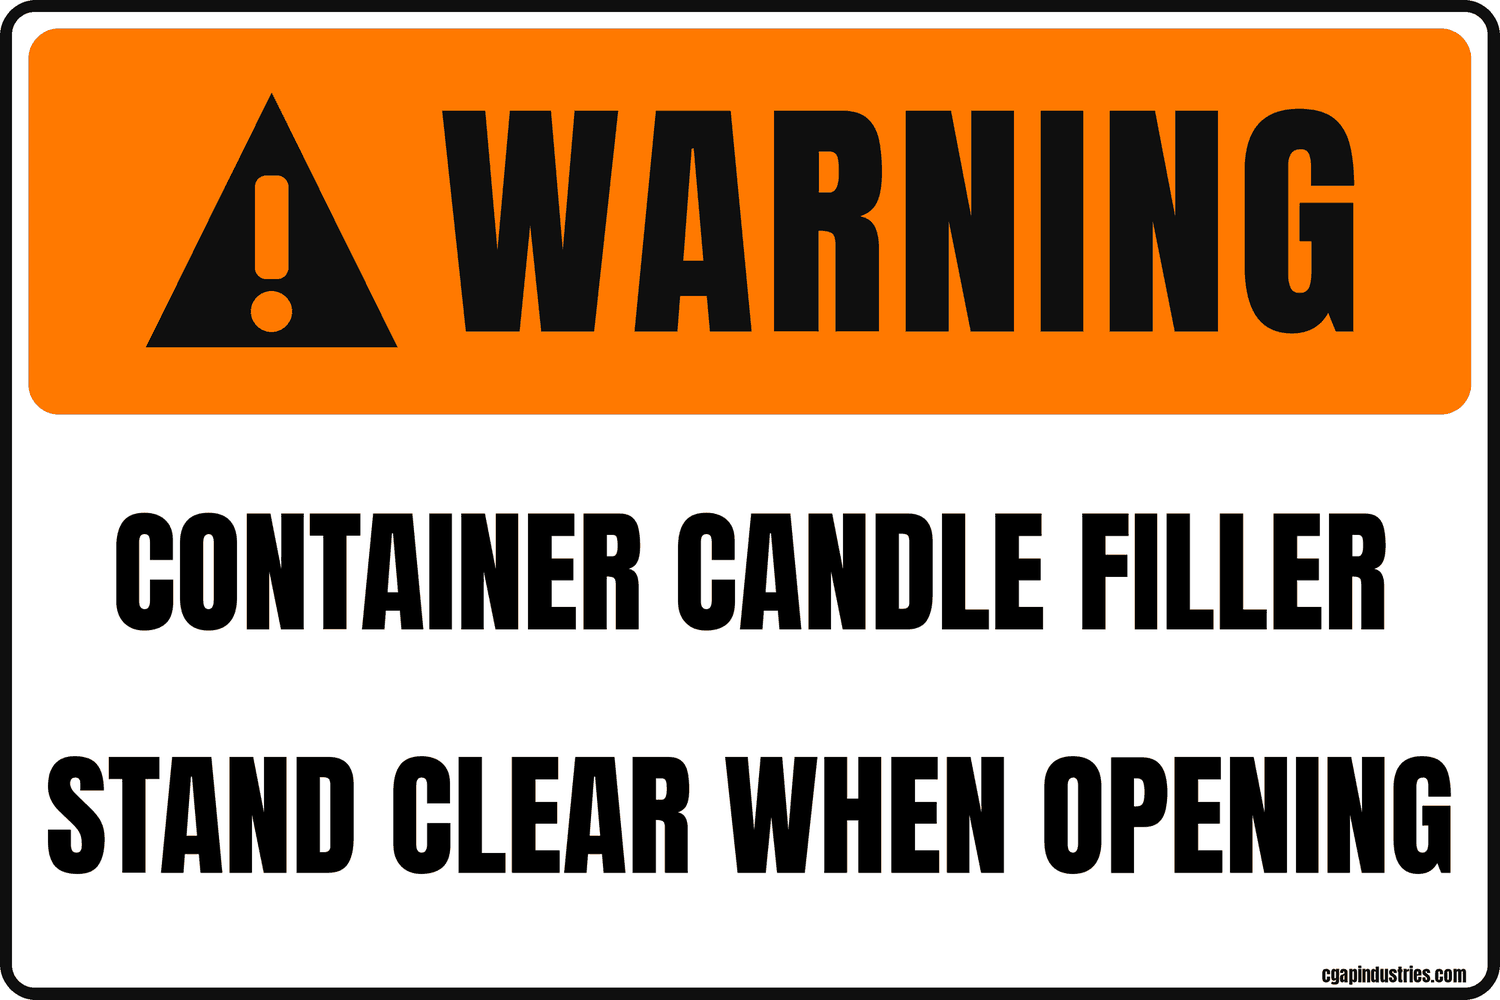 WARNING
CONTAINER CANDLE FILLER
STAND CLEAR WHEN OPENING
cgapindustries.com